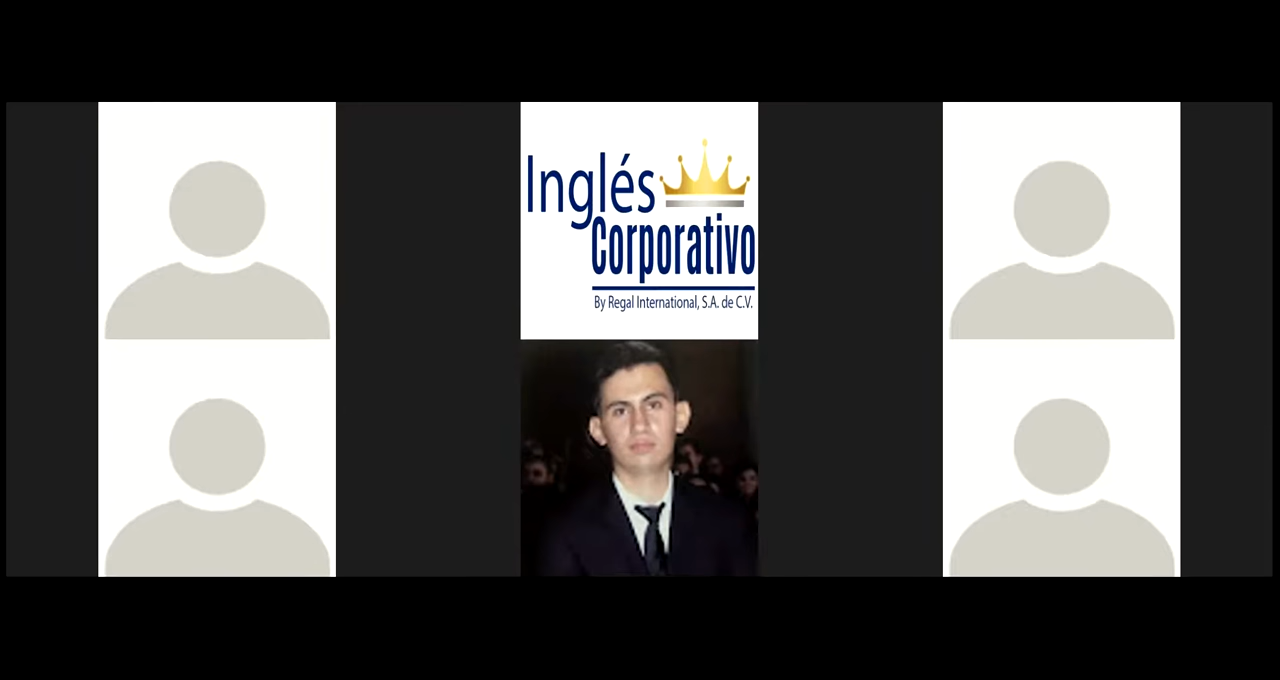 Inglés
Corporativo
By Regal International, S.A. de C.V.